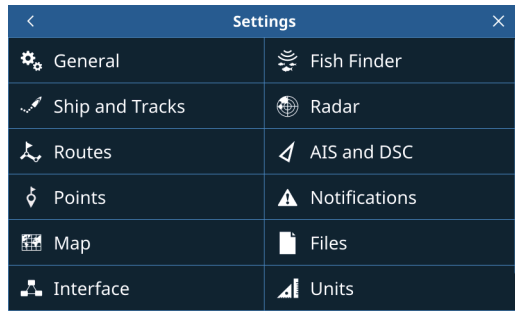 Settings
General
Fish Finder
Ship and Tracks
Radar
Routes
AIS and DSC
Points
Notifications
Map
Files
Interface
Units